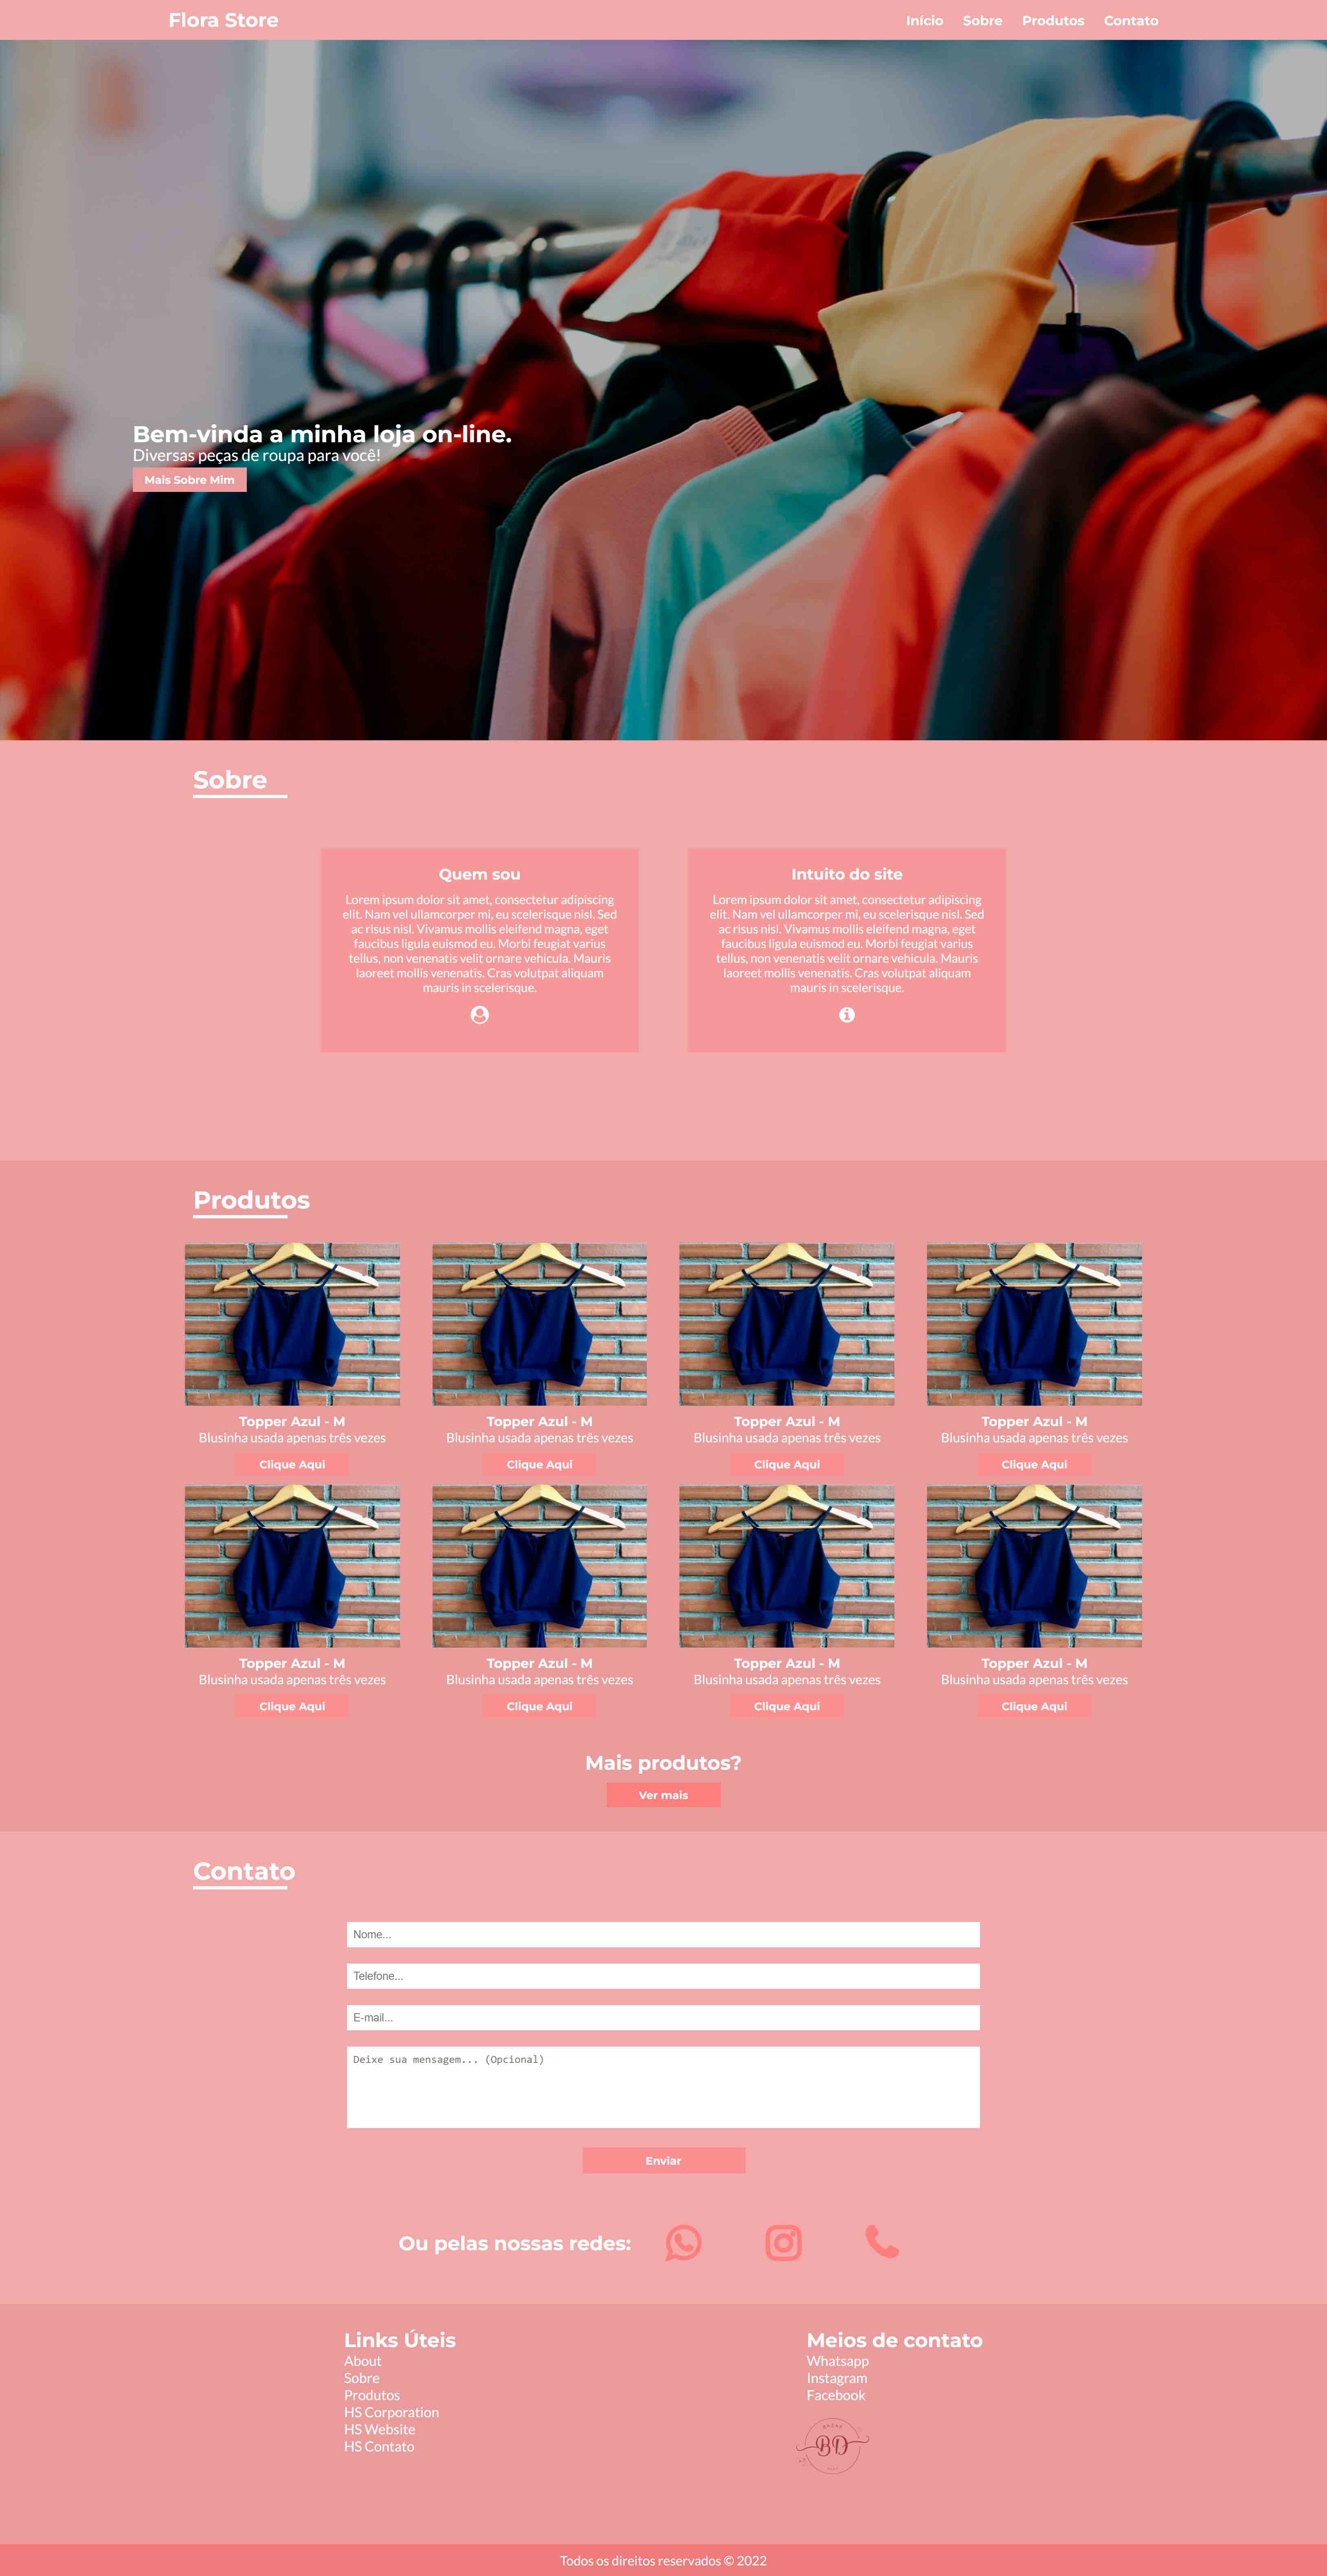 Flora Store
Início Sobre Produtos Contato
Bem-vinda a minha loja on-line.
Diversas peças de roupa para você!
Mais Sobre Mim
Sobre
Quem sou
Lorem ipsum dolor sit amet, consectetur adipiscing
elit. Nam vel ullamcorper mi, eu scelerisque nisl. Sed
ac risus nisl. Vivamus mollis eleifend magna, eget
faucibus ligula euismod eu. Morbi feugiat varius
tellus, non venenatis velit ornare vehicula. Mauris
laoreet mollis venenatis. Cras volutpat aliquam
mauris in scelerisque.
Intuito do site
Lorem ipsum dolor sit amet, consectetur adipiscing
elit. Nam vel ullamcorper mi, eu scelerisque nisl. Sed
ac risus nisl. Vivamus mollis eleifend magna, eget
faucibus ligula euismod eu. Morbi feugiat varius
tellus, non venenatis velit ornare vehicula. Mauris
laoreet mollis venenatis. Cras volutpat aliquam
mauris in scelerisque.
Produtos
Topper Azul - M
Blusinha usada apenas três vezes
Clique Aqui
Topper Azul - M
Blusinha usada apenas três vezes
Clique Aqui
Topper Azul - M
Blusinha usada apenas três vezes
Clique Aqui
Topper Azul - M
Blusinha usada apenas três vezes
Clique Aqui
Topper Azul - M
Blusinha usada apenas três vezes
Clique Aqui
Topper Azul - M
Blusinha usada apenas três vezes
Clique Aqui
Topper Azul - M
Blusinha usada apenas três vezes
Clique Aqui
Topper Azul - M
Blusinha usada apenas três vezes
Clique Aqui
Mais produtos?
Ver mais
Contato
Nome...
Telefone...
E-mail...
Deixe sua mensagem... (Opcional)
Enviar
Ou pelas nossas redes:
Links Úteis
About
Sobre
Produtos
HS Corporation
HS Website
HS Contato
Meios de contato
Whatsapp
Instagram
Facebook
BD
Todos os direitos reservados © 2022